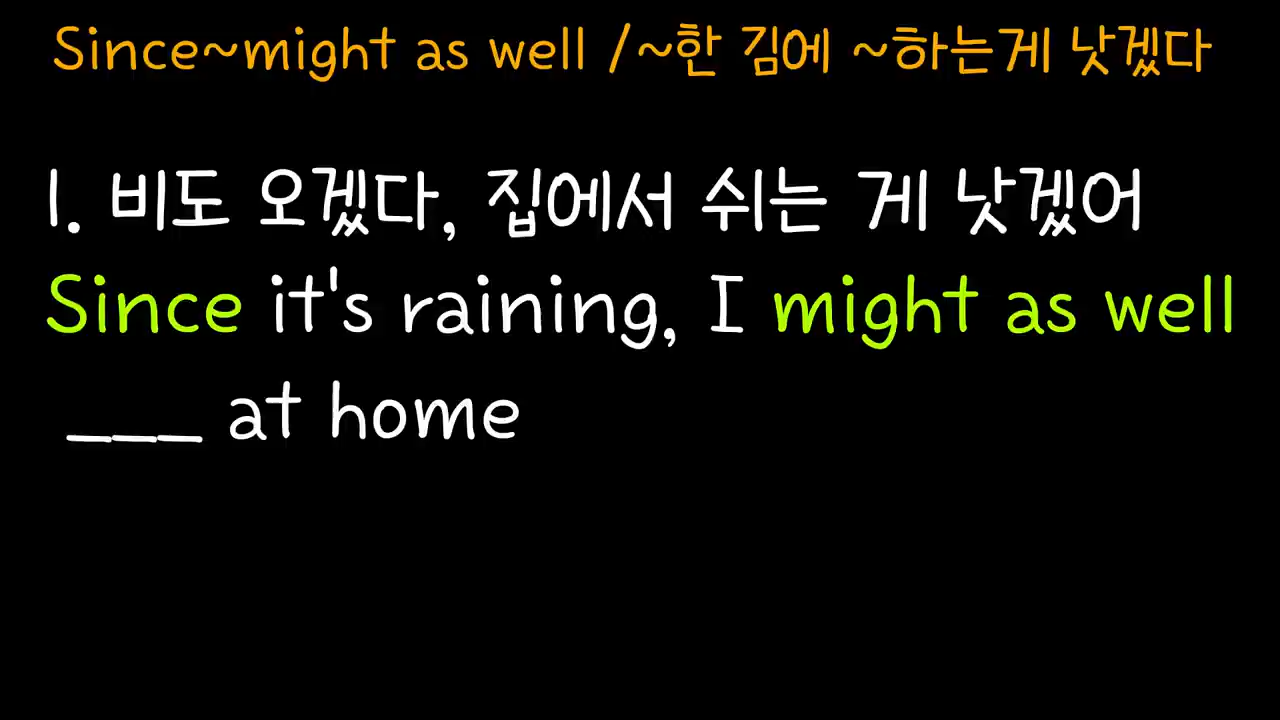 Since~might as well /~한 김에 ~하는게 낫겠다
1. 비도 오겠다, 집에서 쉬는 게 낫겠어
Since it's raining, I might as well
___ at home